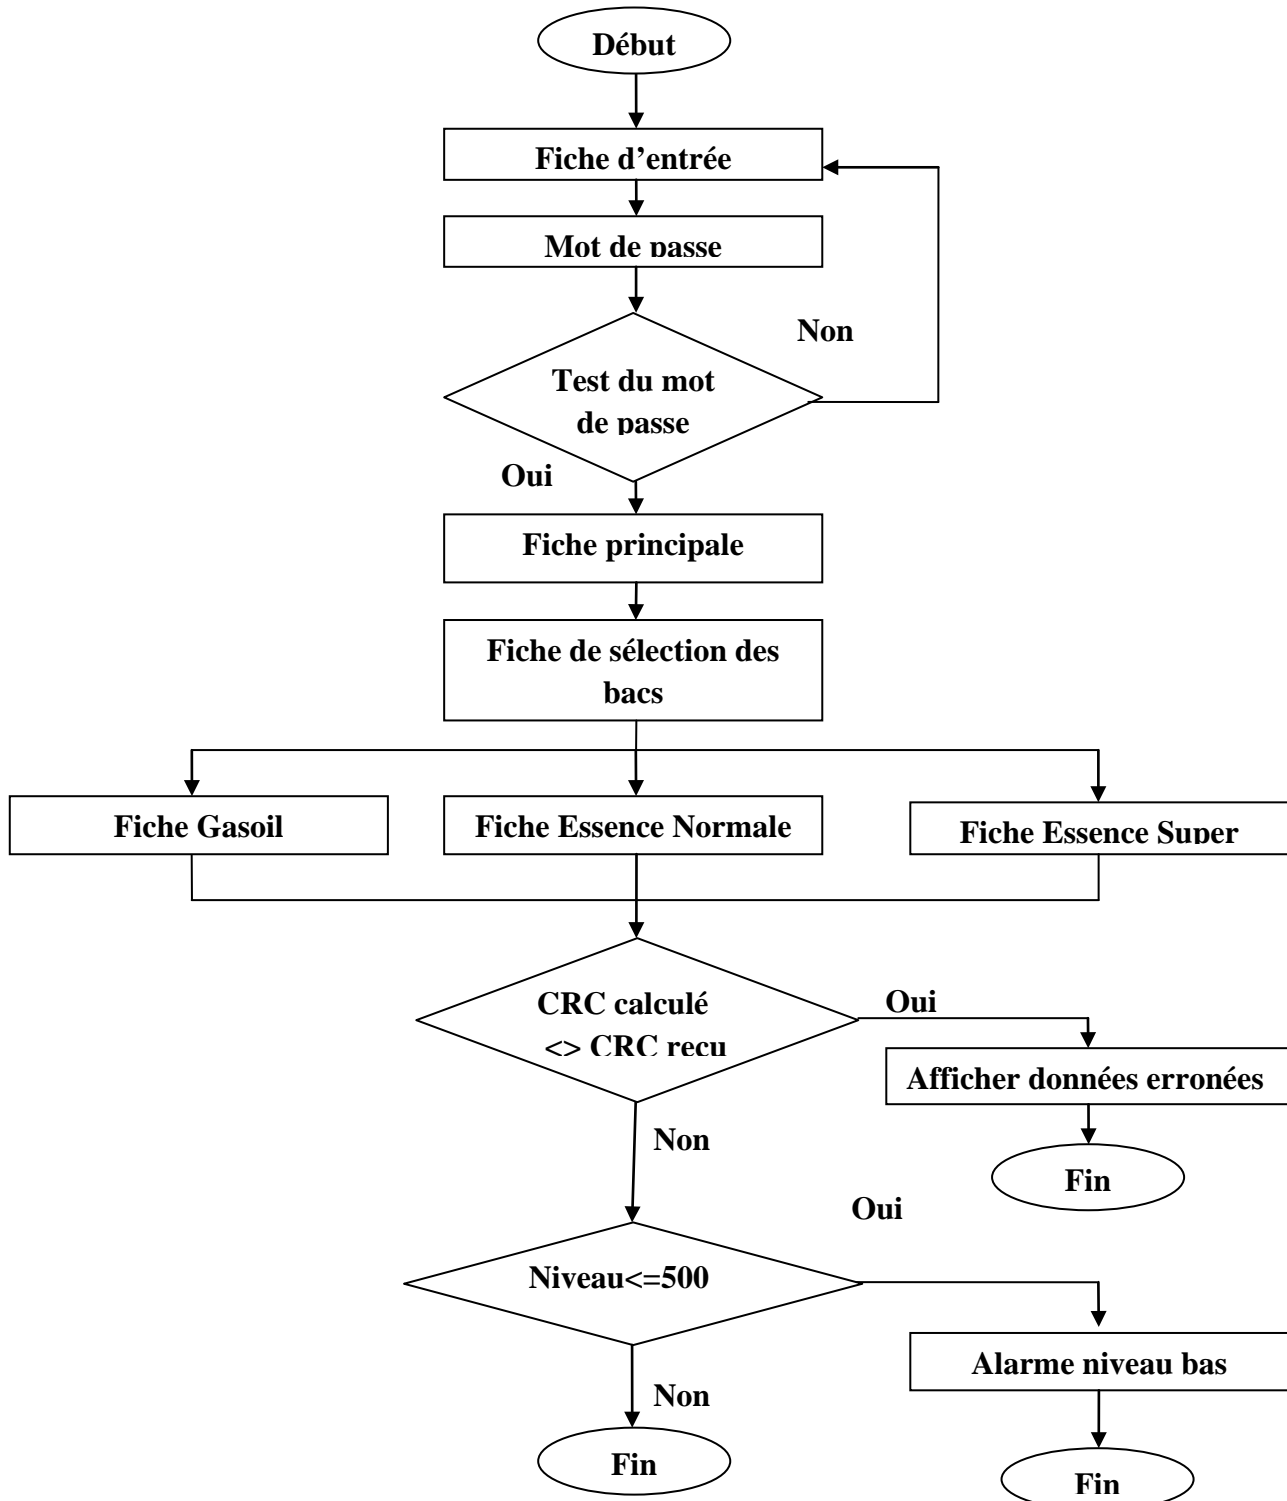 Début
Fiche d’entrée
Mot de passe
Non
Test du mot
de passe
Oui
Fiche principale
Fiche de sélection des
bacs
Fiche Gasoil
Fiche Essence Normale
Fiche Essence Super
CRC calculé
<> CRC reçu
Oui
Afficher données erronées
Non
Fin
Oui
Niveau<=500
Alarme niveau bas
Non
Fin
Fin